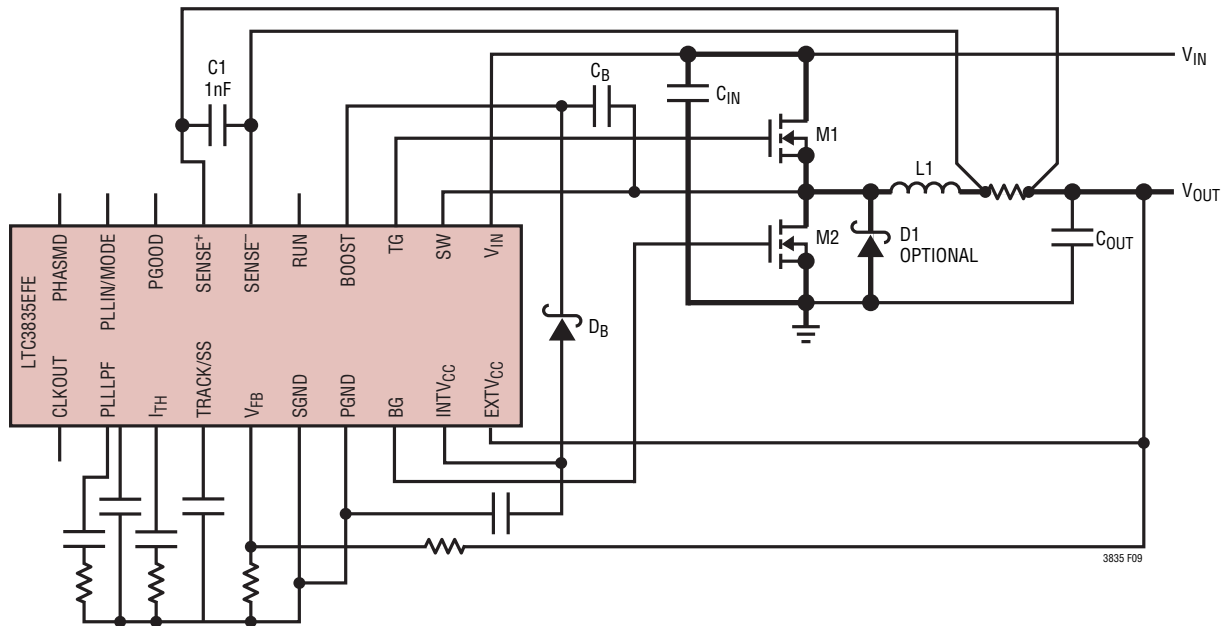 C1
1nF
C_B
C_IN
V_IN
M1
L1
V_OUT
M2
D1
OPTIONAL
C_OUT
D_B
LTC3835EFE
PHASMD
PLLIN/MODE
PGOOD
SENSE⁺
SENSE⁻
RUN
BOOST
TG
SW
V_IN
CLKOUT
PLLLPF
I_TH
TRACK/SS
V_FB
SGND
PGND
BG
INTV_CC
EXTV_CC
3835 F09